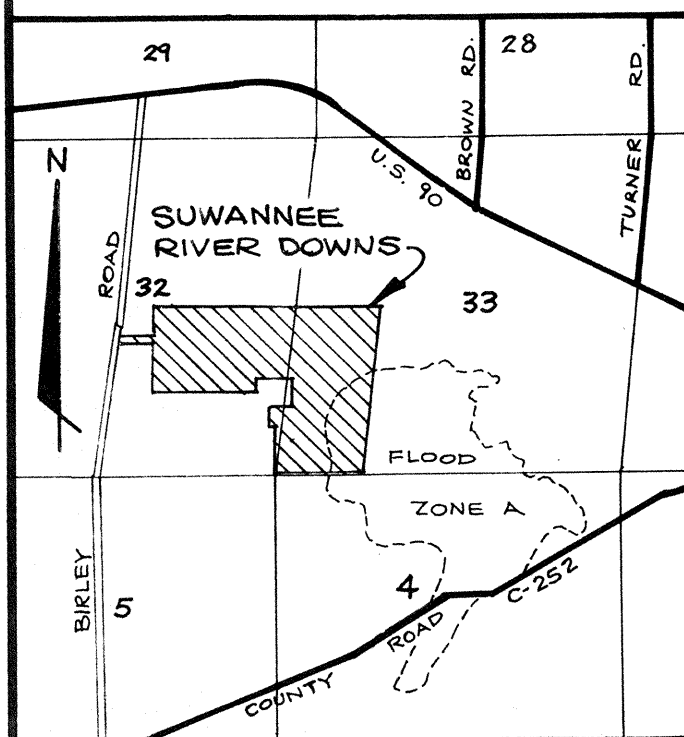 29
28
BROWN RD.
TURNER RD.
U.S. 90
N
SUWANNEE
RIVER DOWNS
ROAD
32
33
FLOOD
ZONE A
BIRLEY
5
4
C-252
ROAD
COUNTY